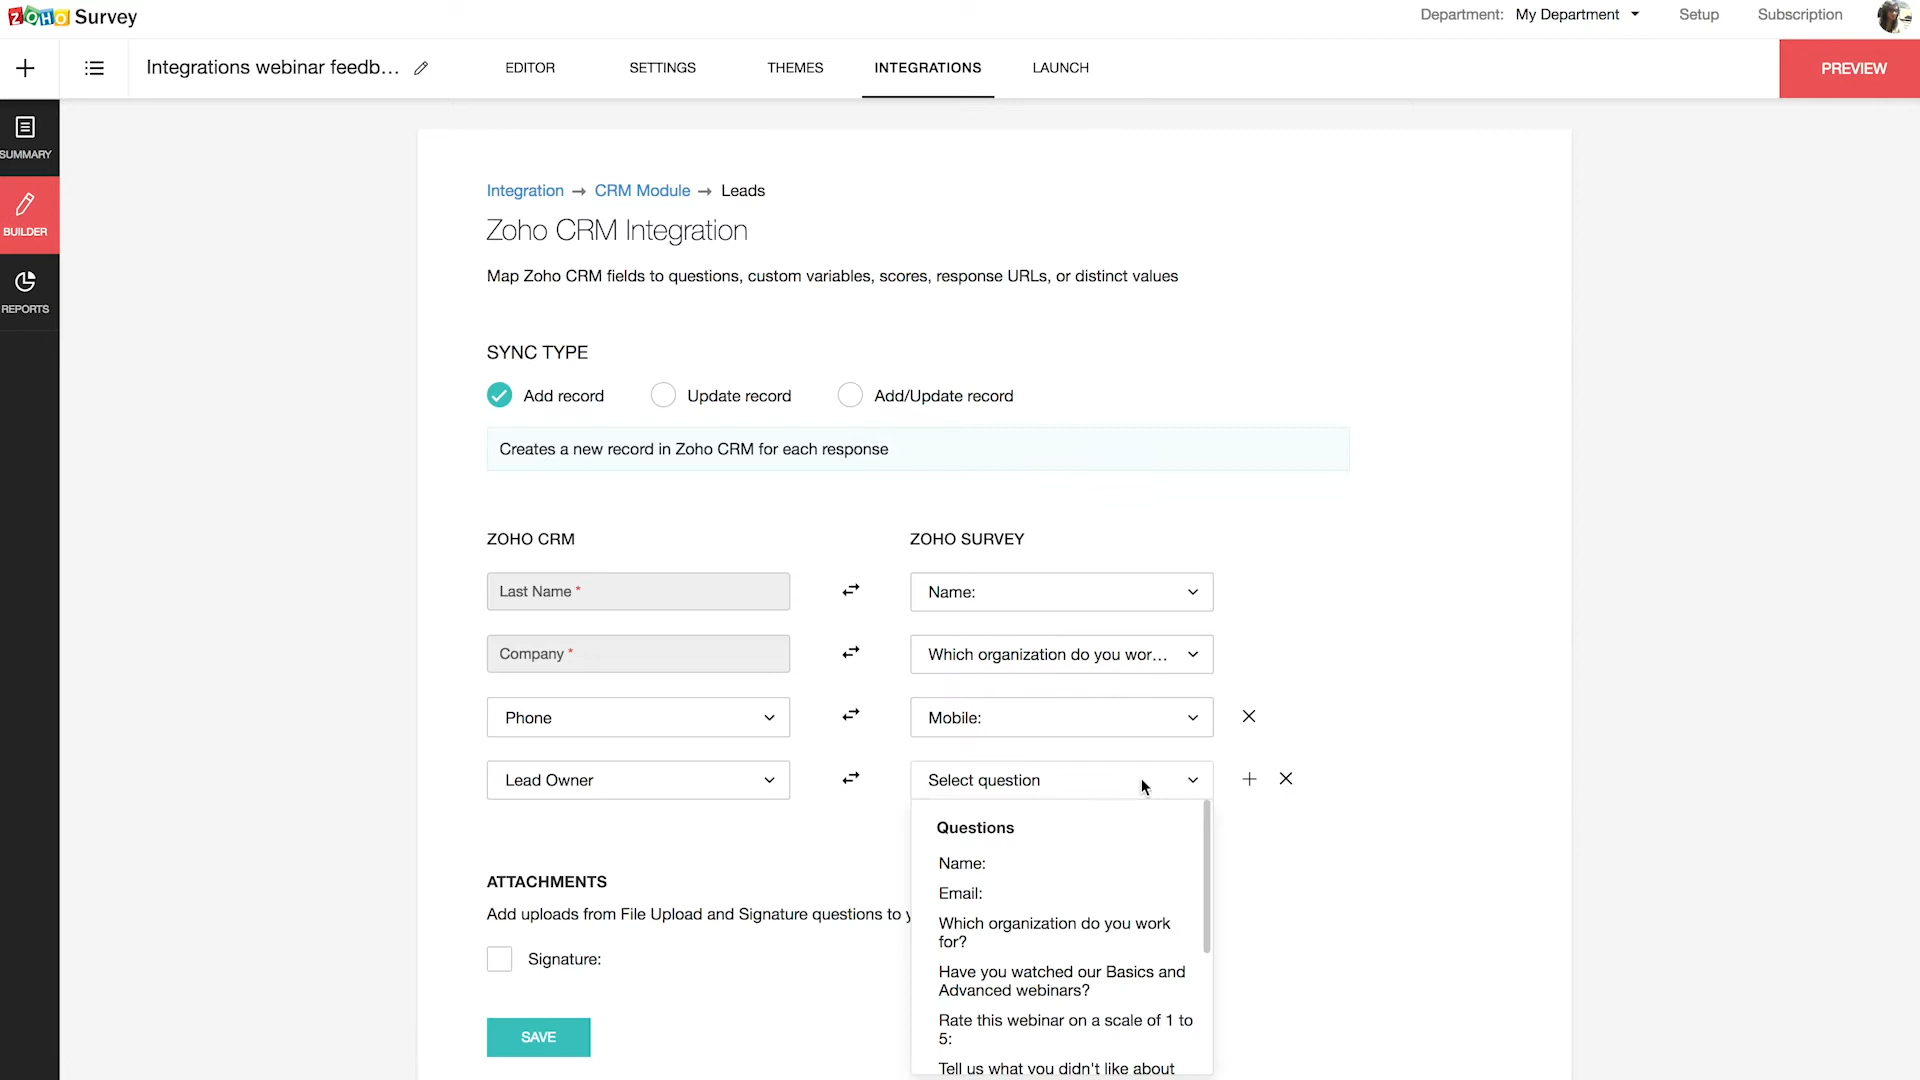 ZOHO Survey
Department: My Department
Setup
Subscription
Integrations webinar feedb...
EDITOR
SETTINGS
THEMES
INTEGRATIONS
LAUNCH
PREVIEW
SUMMARY
BUILDER
REPORTS
Integration → CRM Module → Leads
Zoho CRM Integration
Map Zoho CRM fields to questions, custom variables, scores, response URLs, or distinct values
SYNC TYPE
Add record
Update record
Add/Update record
Creates a new record in Zoho CRM for each response
ZOHO CRM
ZOHO SURVEY
Last Name *
Name:
Company *
Which organization do you wor...
Phone
Mobile:
Lead Owner
Select question
Questions
Name:
Email:
Which organization do you work
for?
Have you watched our Basics and
Advanced webinars?
Rate this webinar on a scale of 1 to
5:
Tell us what you didn't like about
ATTACHMENTS
Add uploads from File Upload and Signature questions to
Signature:
SAVE